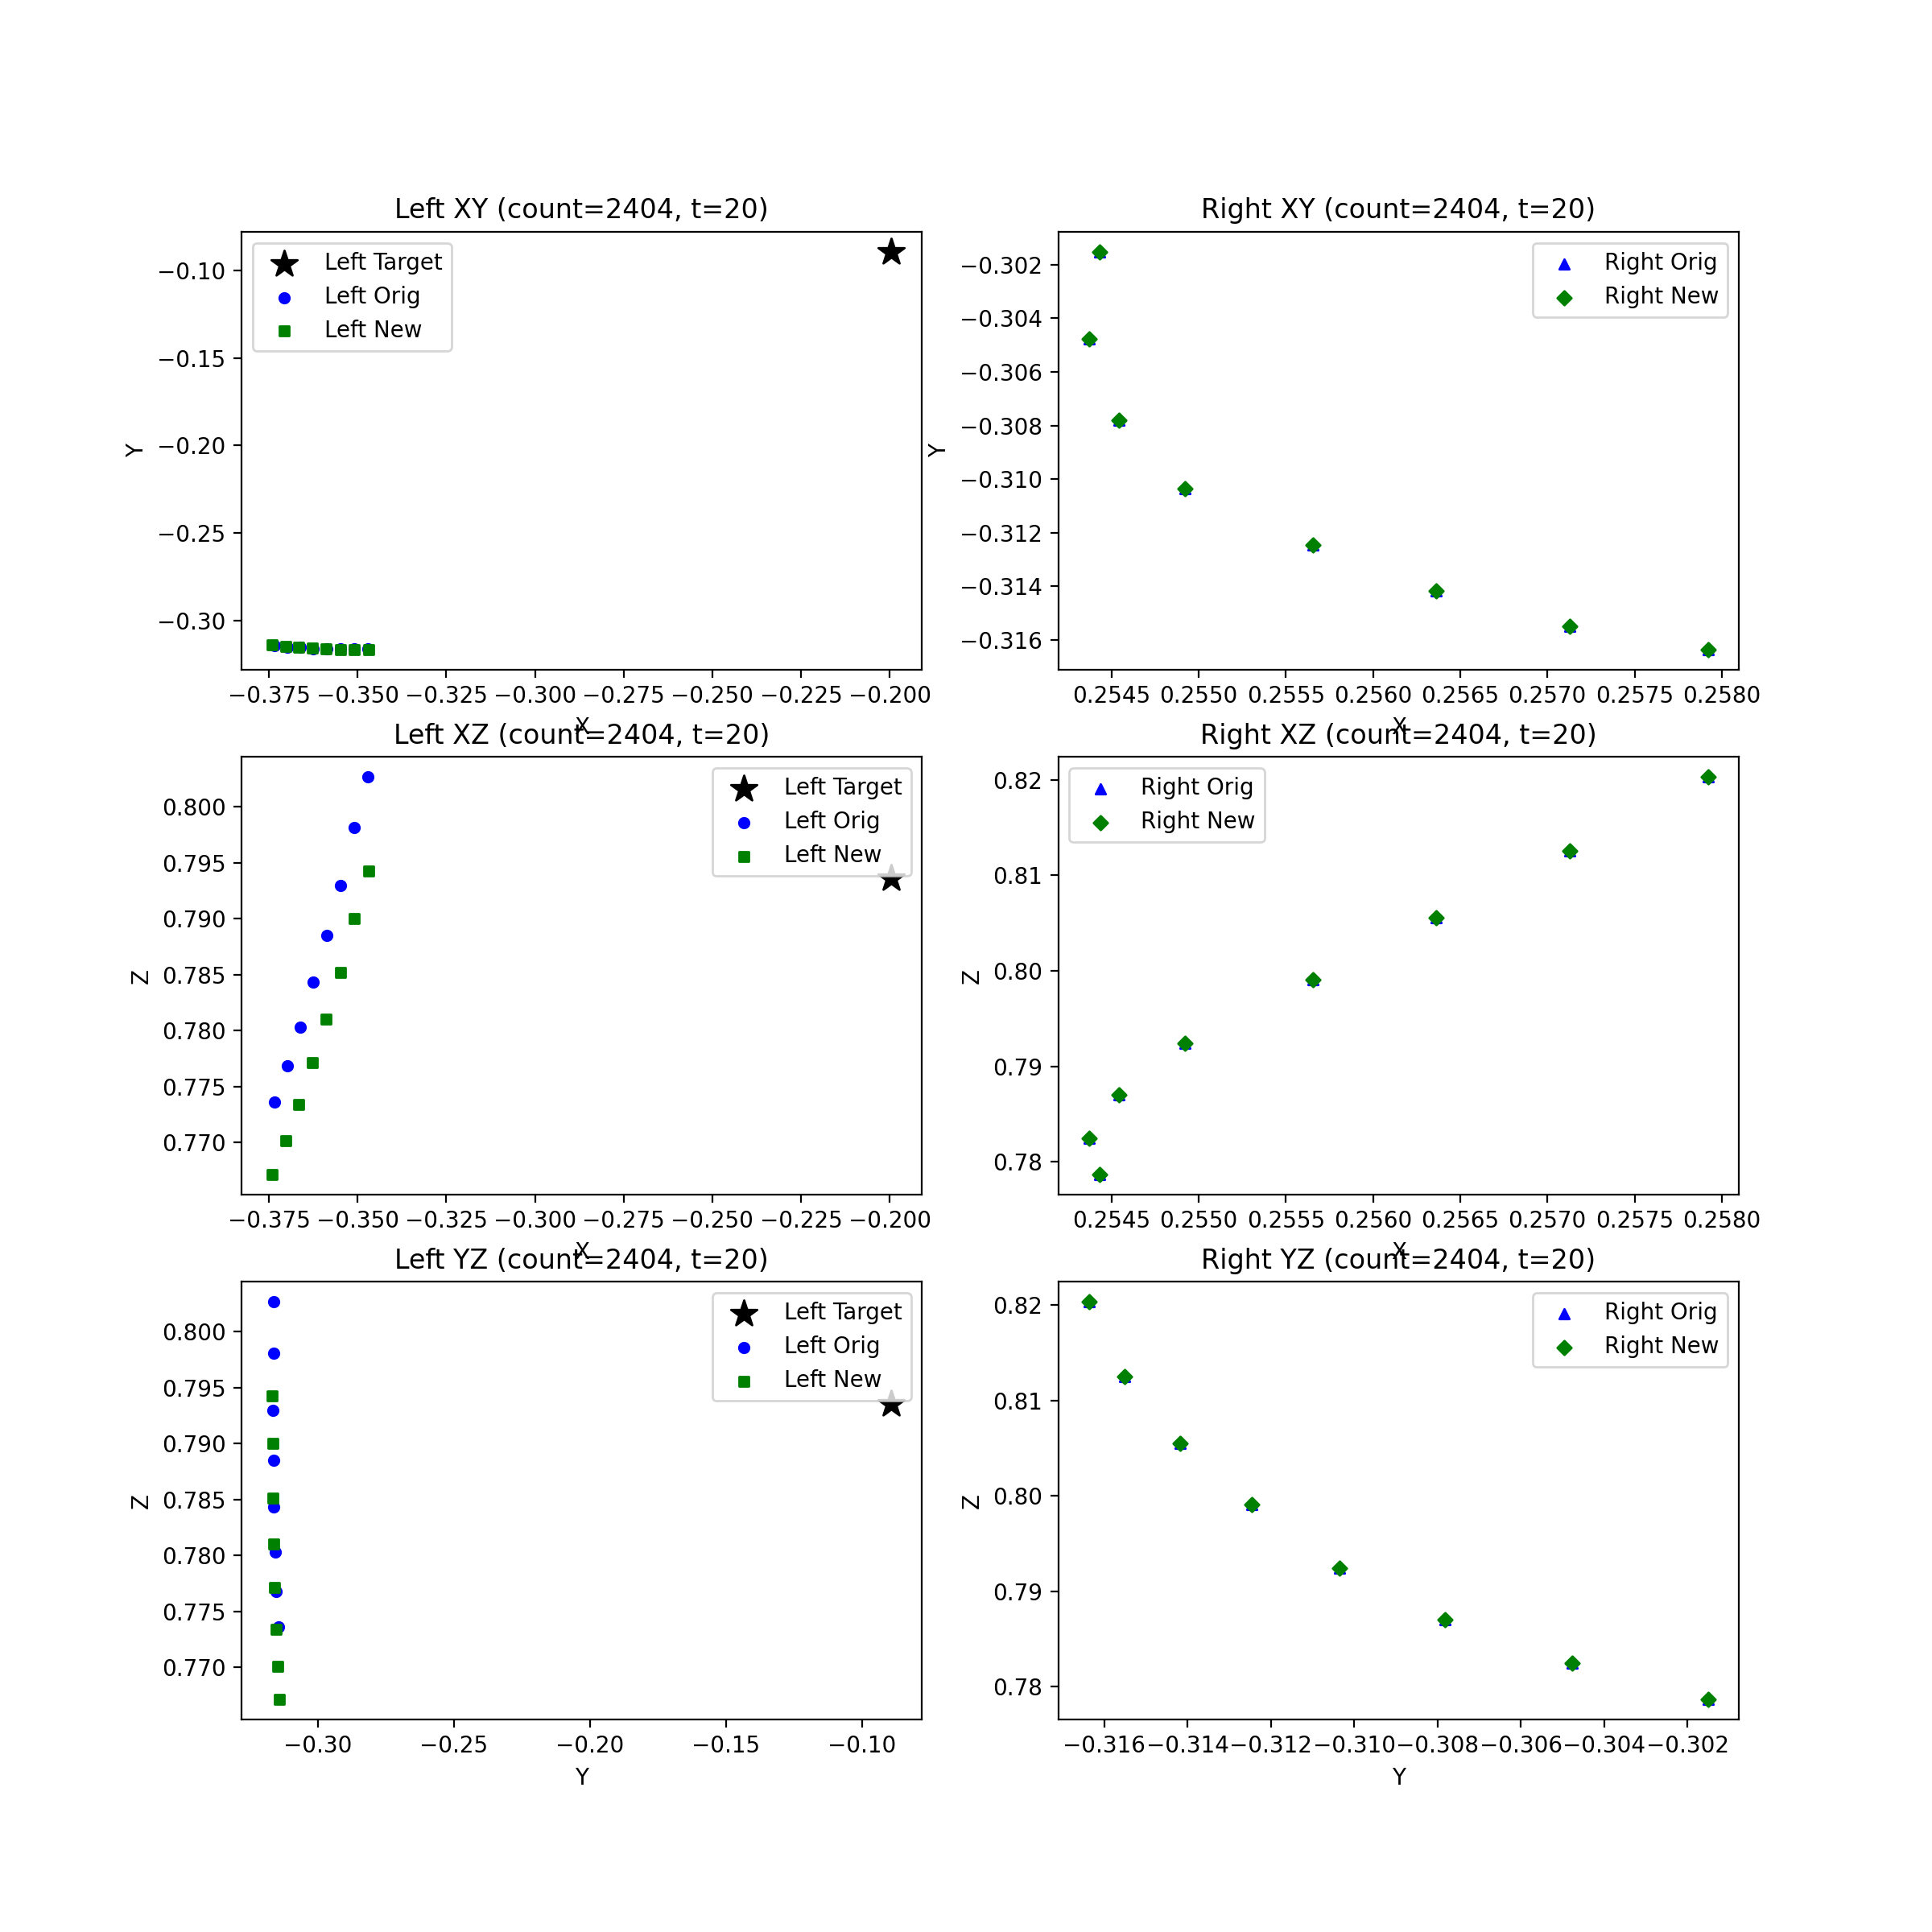 Left XY (count=2404, t=20)
Left Target
Left Orig
Left New
−0.10
−0.15
−0.20
−0.25
−0.30
Y
−0.375 −0.350 −0.325 −0.300 −0.275 −0.250 −0.225 −0.200
X
Right XY (count=2404, t=20)
Right Orig
Right New
−0.302
−0.304
−0.306
−0.308
−0.310
−0.312
−0.314
−0.316
Y
0.2545 0.2550 0.2555 0.2560 0.2565 0.2570 0.2575 0.2580
X
Left XZ (count=2404, t=20)
Left Target
Left Orig
Left New
0.800
0.795
0.790
0.785
0.780
0.775
0.770
Z
−0.375 −0.350 −0.325 −0.300 −0.275 −0.250 −0.225 −0.200
X
Right XZ (count=2404, t=20)
Right Orig
Right New
0.82
0.81
0.80
0.79
0.78
Z
0.2545 0.2550 0.2555 0.2560 0.2565 0.2570 0.2575 0.2580
X
Left YZ (count=2404, t=20)
Left Target
Left Orig
Left New
0.800
0.795
0.790
0.785
0.780
0.775
0.770
Z
−0.30 −0.25 −0.20 −0.15 −0.10
Y
Right YZ (count=2404, t=20)
Right Orig
Right New
0.82
0.81
0.80
0.79
0.78
Z
−0.316 −0.314 −0.312 −0.310 −0.308 −0.306 −0.304 −0.302
Y